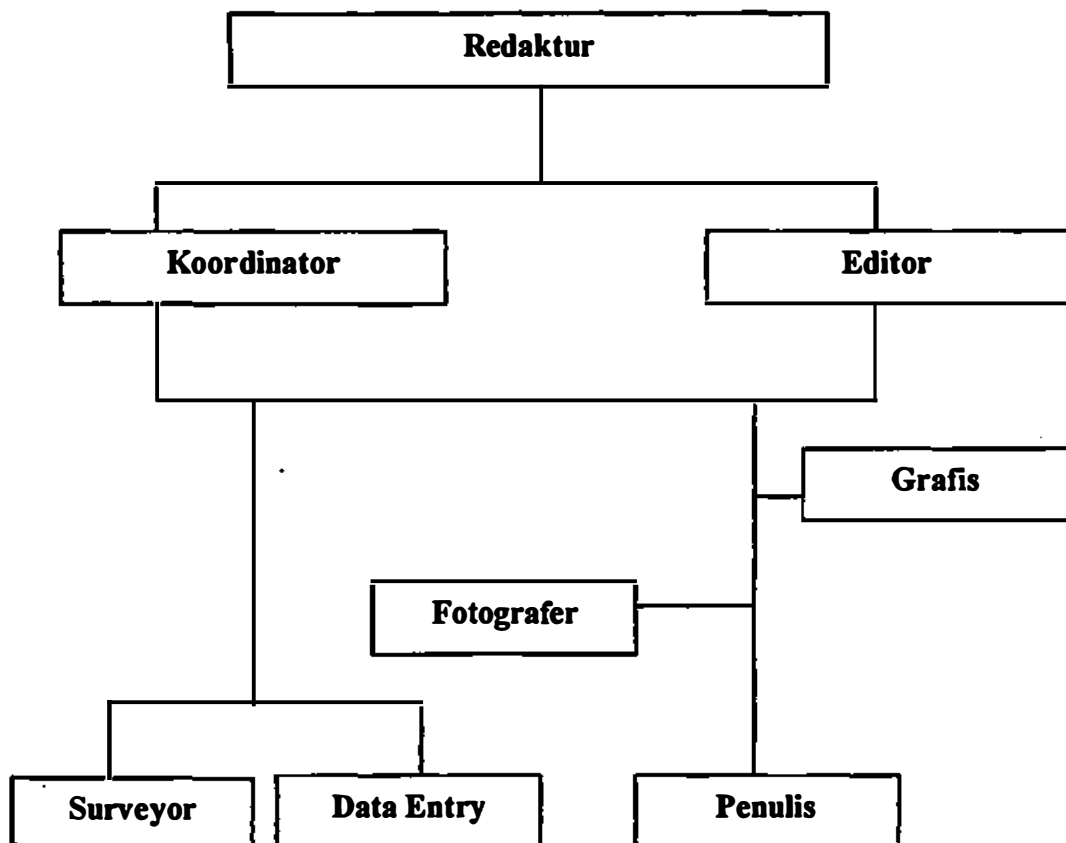 Redaktur
Koordinator
Editor
Grafis
Fotografer
Surveyor
Data Entry
Penulis